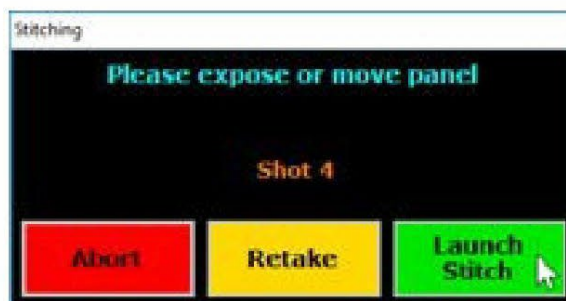 Stitching
Please expose or move panel
Shot 4
Abort
Retake
Launch
Stitch